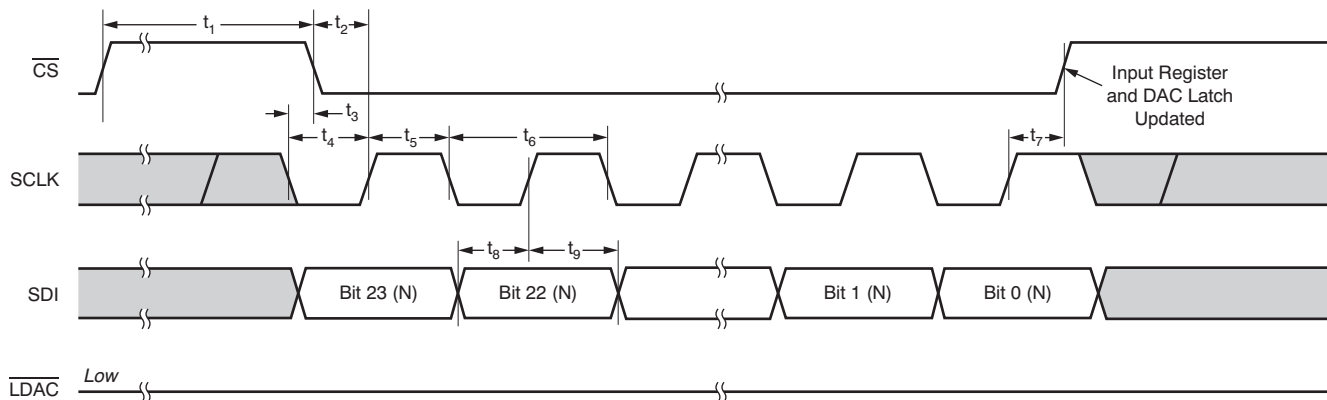 t1 t2
CS
Input Register
and DAC Latch
Updated
t3
t4 t5 t6 t7
SCLK
t8 t9
SDI Bit 23 (N) Bit 22 (N) Bit 1 (N) Bit 0 (N)
Low
LDAC